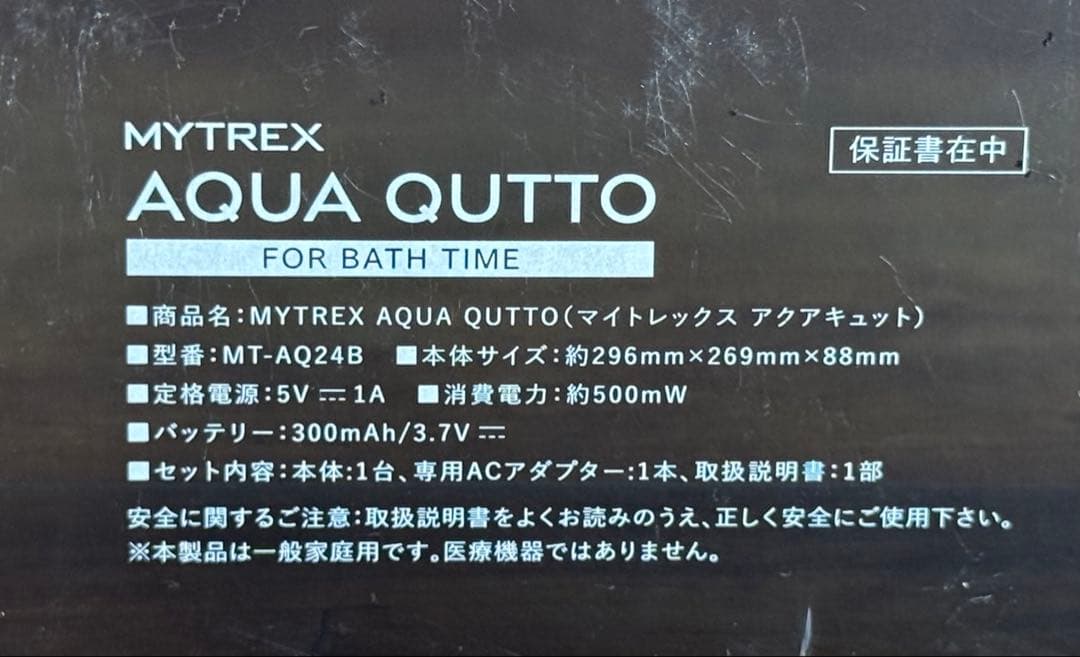 MYTREX
保証書在中
AQUA QUTTO
FOR BATH TIME
■商品名:MYTREX AQUA QUTTO(マイトレックス アクアキュット)
■型番:MT-AQ24B ■本体サイズ:約296mm×269mm×88mm
■定格電源:5V ⎓ 1A ■消費電力:約500mW
■バッテリー:300mAh/3.7V ⎓
■セット内容:本体:1台、専用ACアダプター:1本、取扱説明書:1部
安全に関するご注意:取扱説明書をよくお読みのうえ、正しく安全にご使用下さい。
※本製品は一般家庭用です。医療機器ではありません。